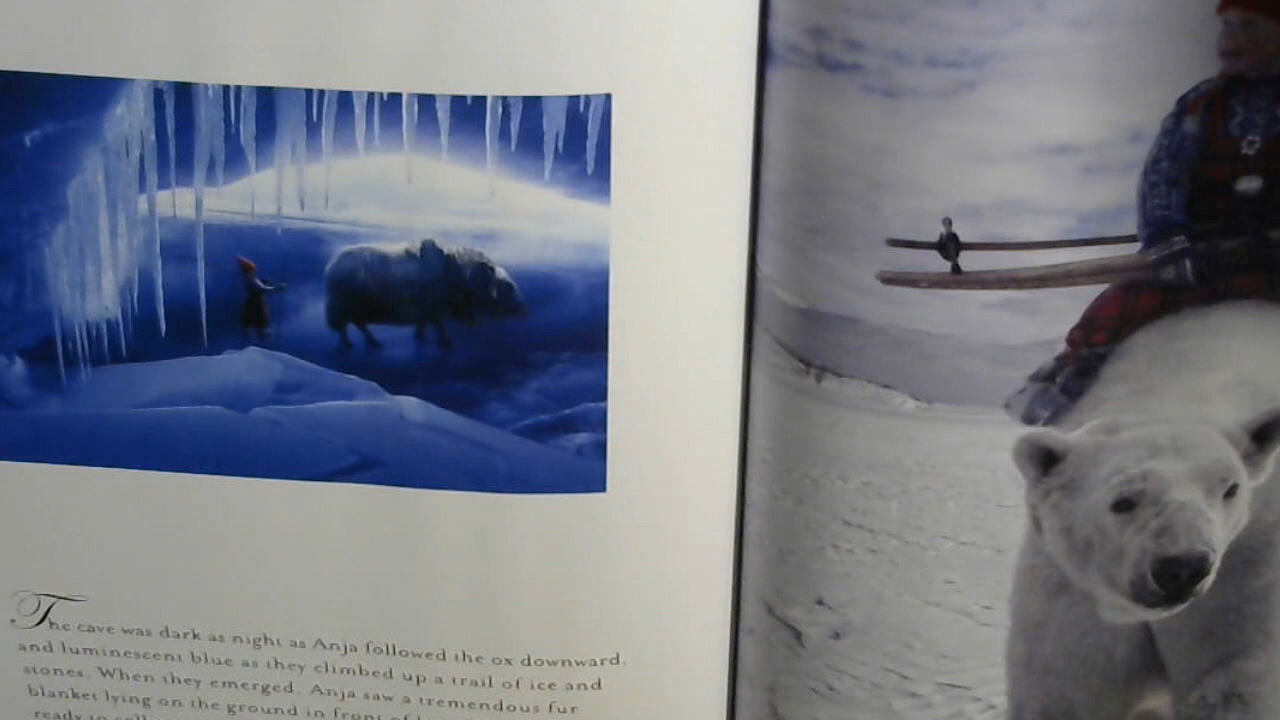 The cave was dark as night as Anja followed the ox downward,
and luminescent blue as they climbed up a trail of ice and
stones. When they emerged, Anja saw a tremendous fur
blanket lying on the ground in front of
ready to